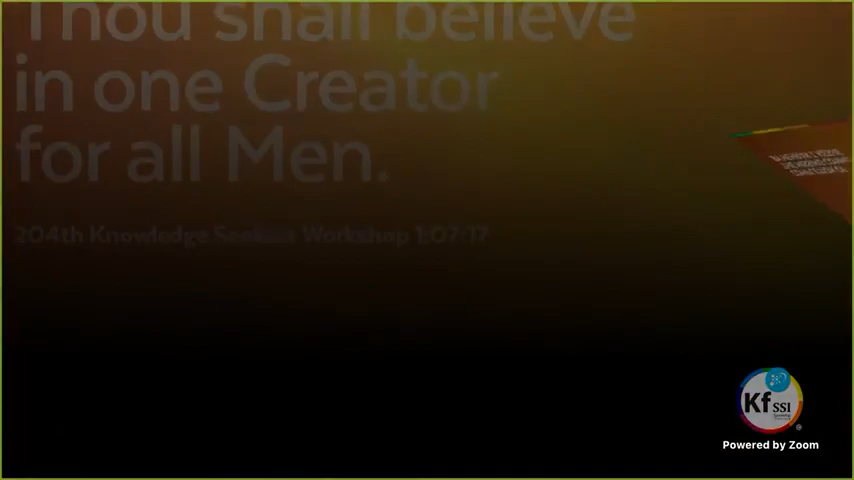 Thou shall believe
in one Creator
for all Men.
204th Knowledge Seekers Workshop 1:07:17
Kf SSI
Powered by Zoom